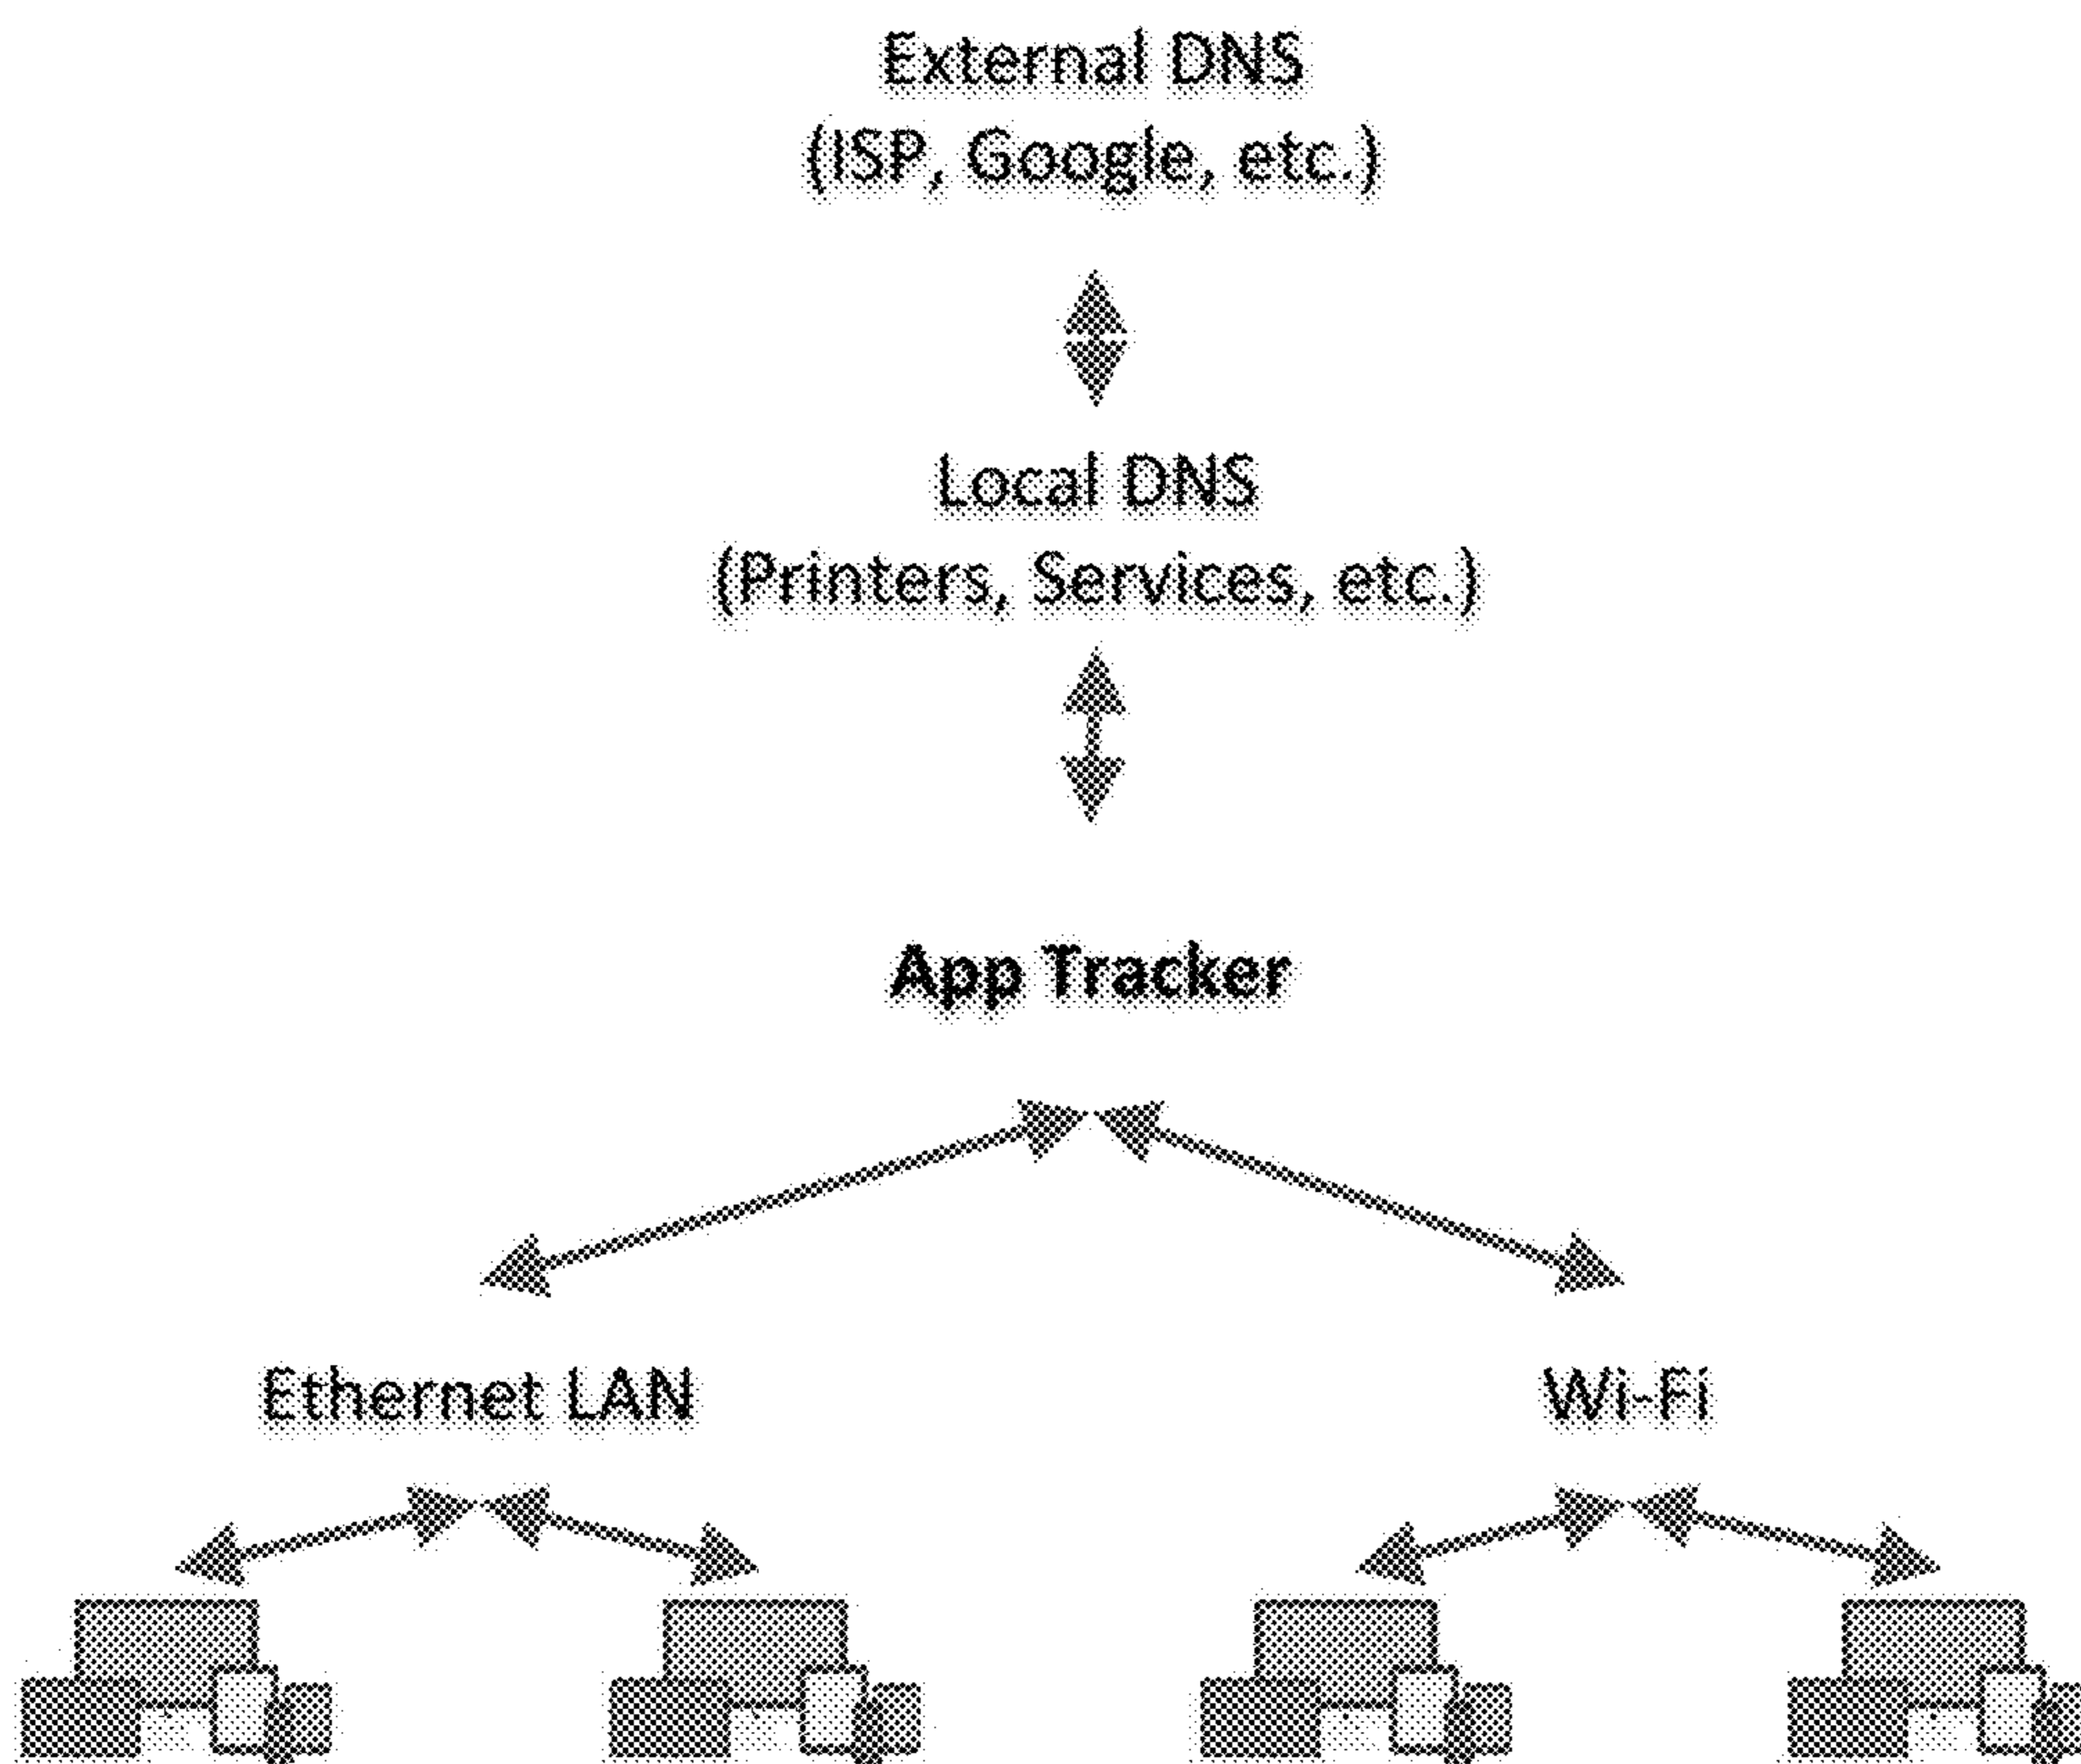 External DNS
(ISP, Google, etc.)
Local DNS
(Printers, Services, etc.)
App Tracker
Ethernet LAN
Wi-Fi